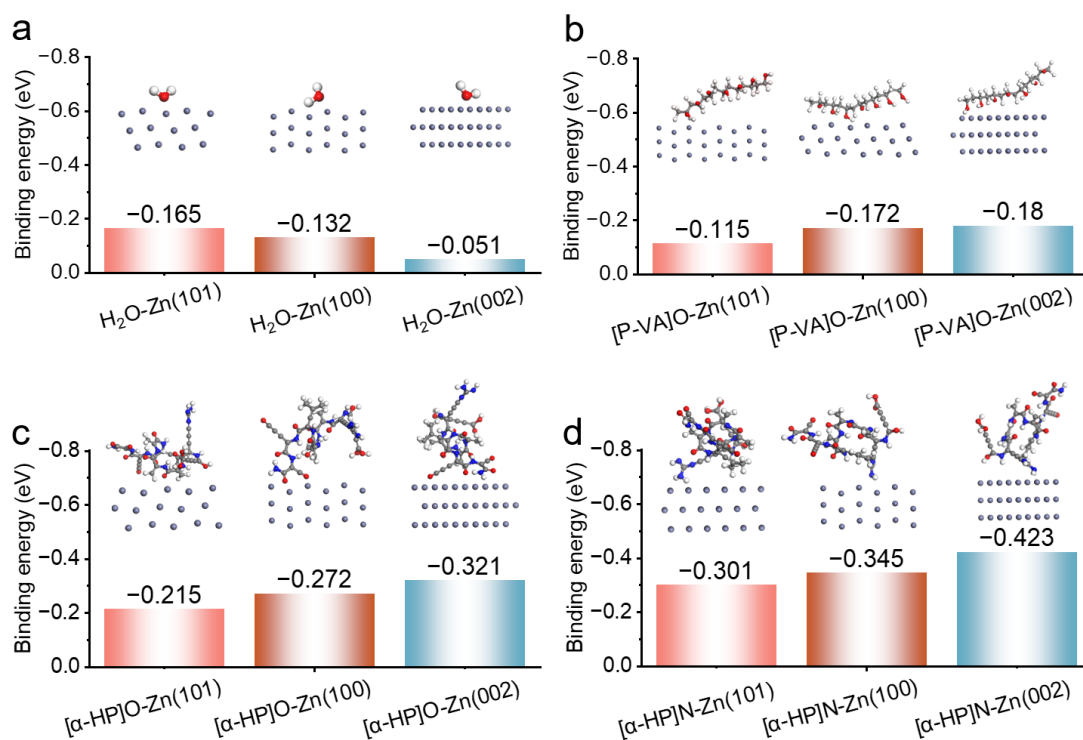 a
Binding energy (eV)
−0.8
−0.6
−0.4
−0.2
0.0
−0.165
−0.132
−0.051
H₂O-Zn(101)
H₂O-Zn(100)
H₂O-Zn(002)
b
Binding energy (eV)
−0.8
−0.6
−0.4
−0.2
0.0
−0.115
−0.172
−0.18
[P-VA]O-Zn(101)
[P-VA]O-Zn(100)
[P-VA]O-Zn(002)
c
Binding energy (eV)
−0.8
−0.6
−0.4
−0.2
0.0
−0.215
−0.272
−0.321
[α-HP]O-Zn(101)
[α-HP]O-Zn(100)
[α-HP]O-Zn(002)
d
Binding energy (eV)
−0.8
−0.6
−0.4
−0.2
0.0
−0.301
−0.345
−0.423
[α-HP]N-Zn(101)
[α-HP]N-Zn(100)
[α-HP]N-Zn(002)